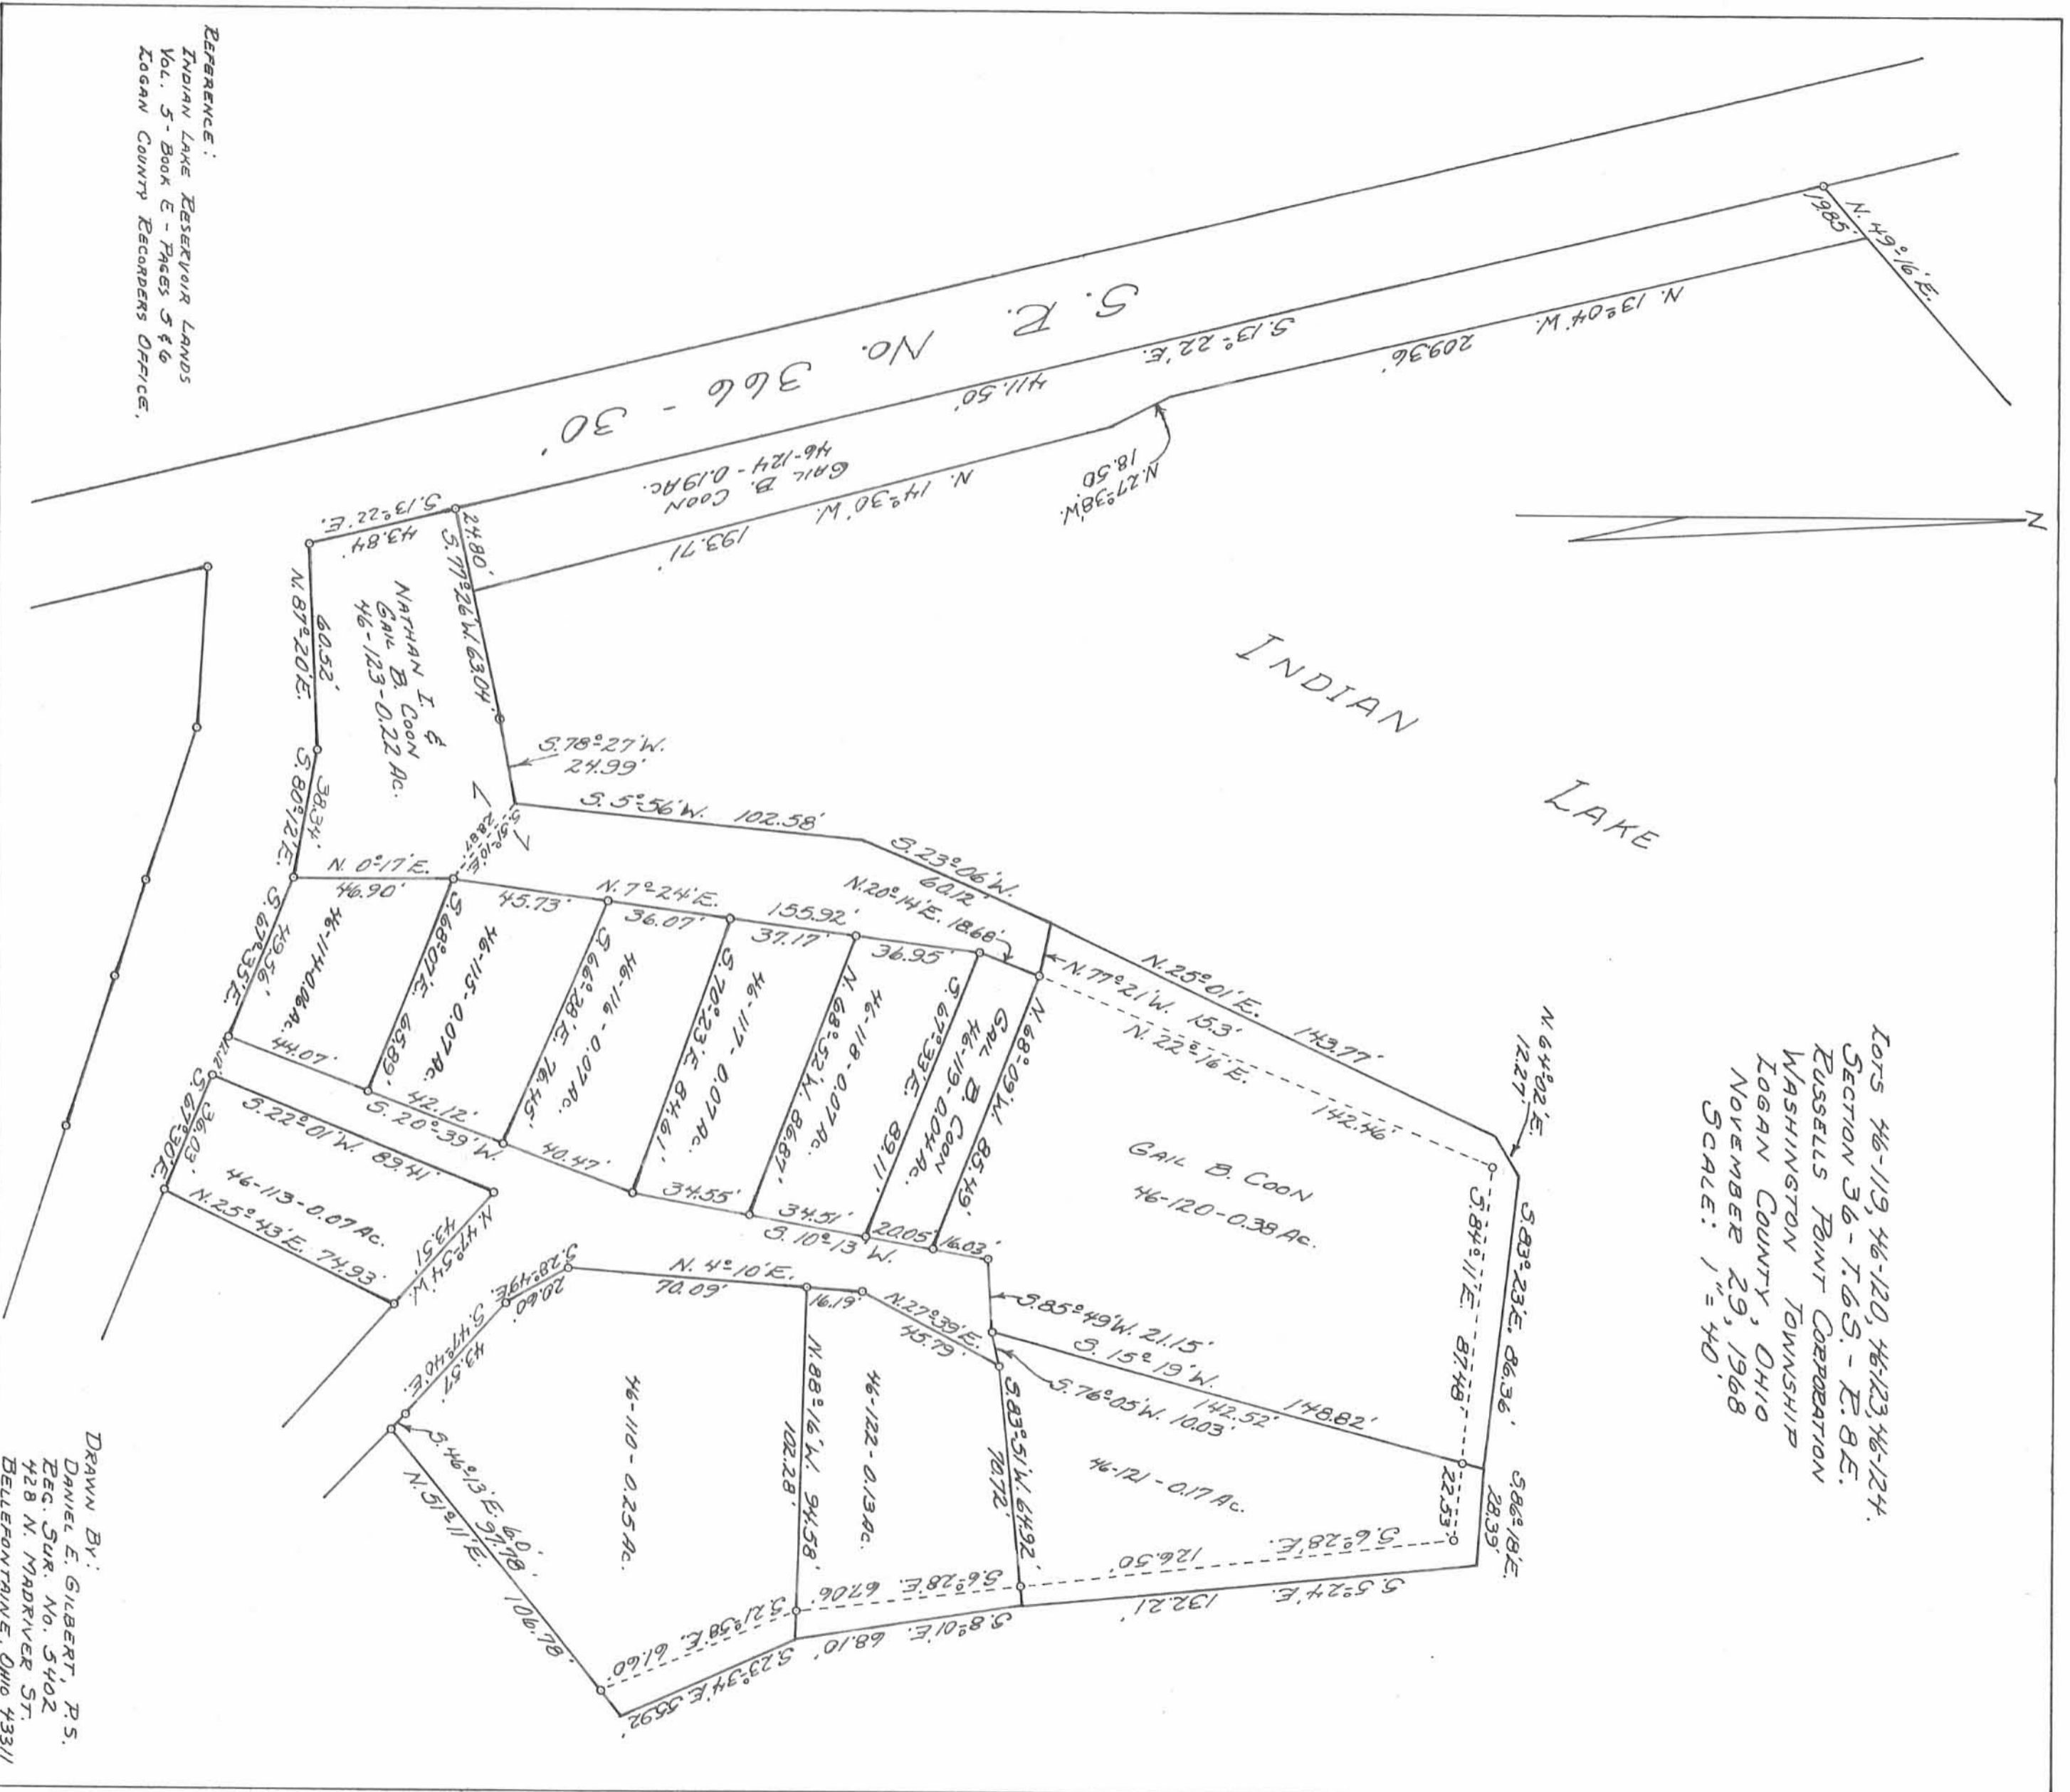 LOTS 46-119, 46-120, 46-123, 46-124.
SECTION 36 - T.6S. - R.8E.
RUSSELLS POINT CORPORATION
WASHINGTON TOWNSHIP
LOGAN COUNTY, OHIO
NOVEMBER 29, 1968
SCALE: 1"=40'
N
INDIAN
LAKE
N. 49°-16'E.
19.85'
N. 13°-04'W.
209.36'
S. 13°-22'E.
411.50'
S. R. No. 366 - 30'
N. 27°-38'W.
18.50
N. 14°-30'W.
193.71'
GAIL B. COON
46-124 - 0.19 AC.
S. 13°-22'E.
43.84'
24.80'
S. 77°-26'W. 63.04'
S. 78°-27'W.
24.99'
NATHAN I. &
GAIL B. COON
46-123-0.22 AC.
60.52'
N. 87°-20'E.
38.34'
S. 80°-12'E.
S. 51°-10'E.
28.87'
S. 5°-56'W. 102.58'
S. 23°-06'W.
60.12'
N. 20°-14'E. 18.68'
N. 77°-21'W. 15.3'
N. 25°-01'E. 143.77'
N. 22°-16'E. 142.46'
N. 64°-02'E.
12.27'
S. 83°-23'E. 86.36'
S. 84°-11'E. 87.48'
S. 86°-18'E.
28.39'
22.53'
GAIL B. COON
46-120-0.38 AC.
N. 0°-17'E.
46.90'
N. 7°-24'E. 155.92'
45.73'
36.07'
37.17'
36.95'
46-114-0.06 AC.
49.56'
S. 67°-35'E.
S. 68°-07'E. 65.89'
46-115-0.07 AC.
S. 66°-28'E. 76.45'
46-116 - 0.07 AC.
S. 70°-23'E. 84.61'
46-117 - 0.07 AC.
N. 68°-52'W. 86.87'
46-118-0.07 AC.
S. 67°-33'E. 89.11'
GAIL B. COON
46-119-0.04 AC.
N. 68°-09'W. 85.49'
44.07'
42.12'
S. 20°-39'W.
40.47'
34.55'
34.51'
20.05'
16.03'
S. 10°-13'W.
S. 67°-30'E.
36.03'
S. 22°-01'W. 89.41'
46-113-0.07 AC.
N. 25°-43'E. 74.93'
N. 47°-54'W.
43.51'
S. 28°-49'E.
20.60'
S. 47°-40'E.
43.57'
S. 46°-13'E. 6.0'
97.78'
N. 51°-11'E. 106.78'
N. 4°-10'E.
70.09'
16.19'
N. 27°-39'E.
45.79'
S. 85°-49'W. 21.15'
S. 76°-05'W. 10.03'
S. 15°-19'W. 148.82'
142.52'
46-121-0.17 AC.
S. 83°-51'W. 64.92'
70.72'
46-122-0.13 AC.
N. 88°-16'W. 94.58'
102.28'
46-110 - 0.25 AC.
S. 6°-28'E.
126.50'
S. 5°-24'E. 132.21'
S. 6°-28'E. 67.06'
S. 8°-01'E. 68.10'
S. 21°-58'E. 61.60'
S. 23°-34'E. 55.92'
REFERENCE:
INDIAN LAKE RESERVOIR LANDS
VOL. 5 - BOOK E - PAGES 5 & 6
LOGAN COUNTY RECORDERS OFFICE.
DRAWN BY:
DANIEL E. GILBERT, P.S.
REG. SUR. No. 5402
428 N. MADRIVER ST.
BELLEFONTAINE, OHIO 43311